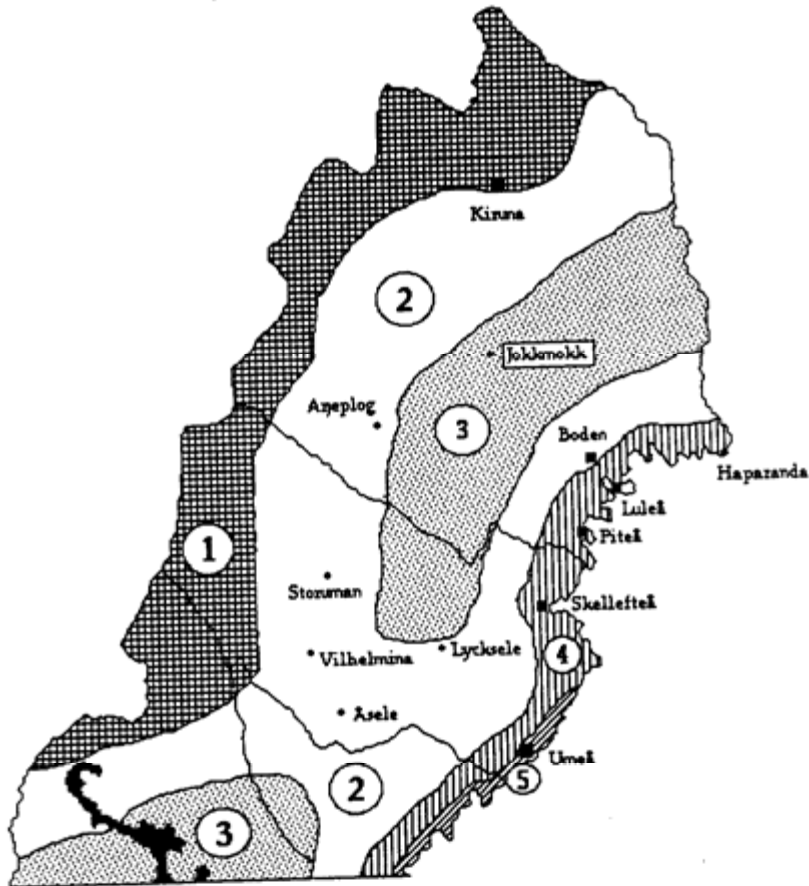 Kiruna
2
Jokkmokk
Arjeplog
3
Boden
Haparanda
Luleå
1
Piteå
Storuman
Skellefteå
Vilhelmina
Lycksele
4
Åsele
Umeå
5
2
3